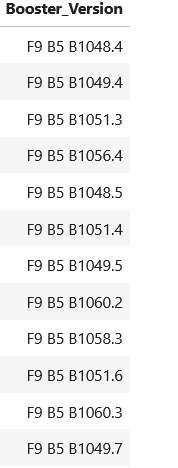 Booster_Version
F9 B5 B1048.4
F9 B5 B1049.4
F9 B5 B1051.3
F9 B5 B1056.4
F9 B5 B1048.5
F9 B5 B1051.4
F9 B5 B1049.5
F9 B5 B1060.2
F9 B5 B1058.3
F9 B5 B1051.6
F9 B5 B1060.3
F9 B5 B1049.7